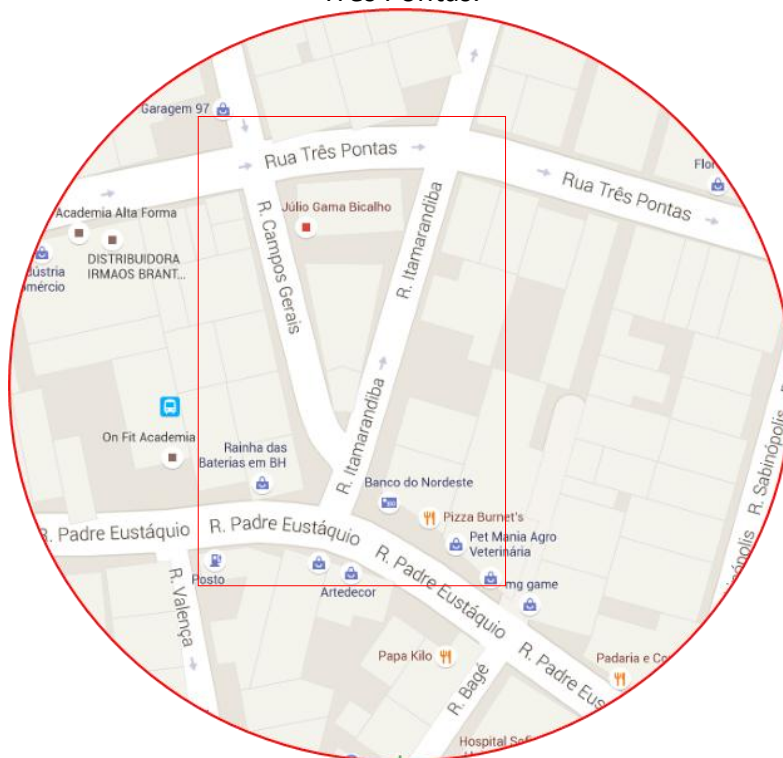 Três Pontas.
Garagem 97
Rua Três Pontas
Rua Três Pontas
Academia Alta Forma
Júlio Gama Bicalho
DISTRIBUIDORA
IRMAOS BRANT...
R. Campos Gerais
R. Itamarandiba
On Fit Academia
Rainha das
Baterias em BH
R. Itamarandiba
Banco do Nordeste
R. Sabinópolis
Pizza Burnet's
Pet Mania Agro
Veterinária
mg game
R. Padre Eustáquio
R. Padre Eustáquio
R. Padre Eustáquio
R. Padre Eus
Posto
Artedecor
R. Valença
Papa Kilo
R. Bagé
Padaria e
Hospital